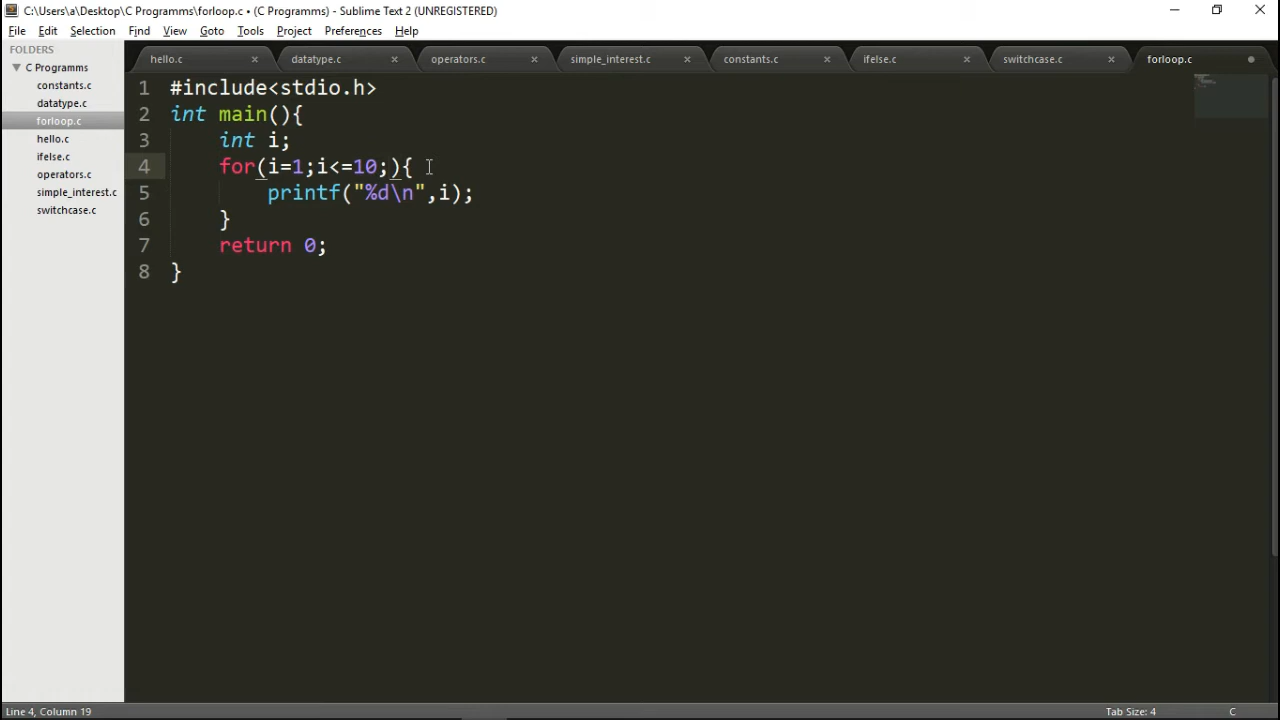 C:\Users\a\Desktop\C Programms\forloop.c • (C Programms) - Sublime Text 2 (UNREGISTERED)
File Edit Selection Find View Goto Tools Project Preferences Help
FOLDERS
C Programms
constants.c
datatype.c
forloop.c
hello.c
ifelse.c
operators.c
simple_interest.c
switchcase.c
hello.c × datatype.c × operators.c × simple_interest.c × constants.c × ifelse.c × switchcase.c × forloop.c
1 #include<stdio.h>
2 int main(){
3 int i;
4 for(i=1;i<=10;){
5 printf("%d\n",i);
6 }
7 return 0;
8 }
Line 4, Column 19 Tab Size: 4 C